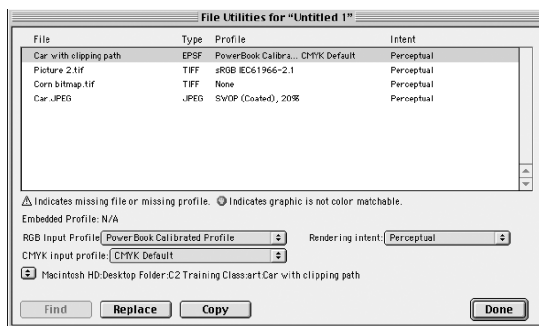 File Utilities for “Untitled 1”
File Type Profile Intent
Car with clipping path EPSF PowerBook Calibra... CMYK Default Perceptual
Picture 2.tif TIFF sRGB IEC61966-2.1 Perceptual
Corn bitmap.tif TIFF None Perceptual
Car.JPEG JPEG SWOP (Coated), 20% Perceptual
Indicates missing file or missing profile. Indicates graphic is not color matchable.
Embedded Profile: N/A
RGB Input Profile PowerBook Calibrated Profile Rendering intent: Perceptual
CMYK input profile: CMYK Default
Macintosh HD:Desktop Folder:C2 Training Class:art:Car with clipping path
Find Replace Copy Done